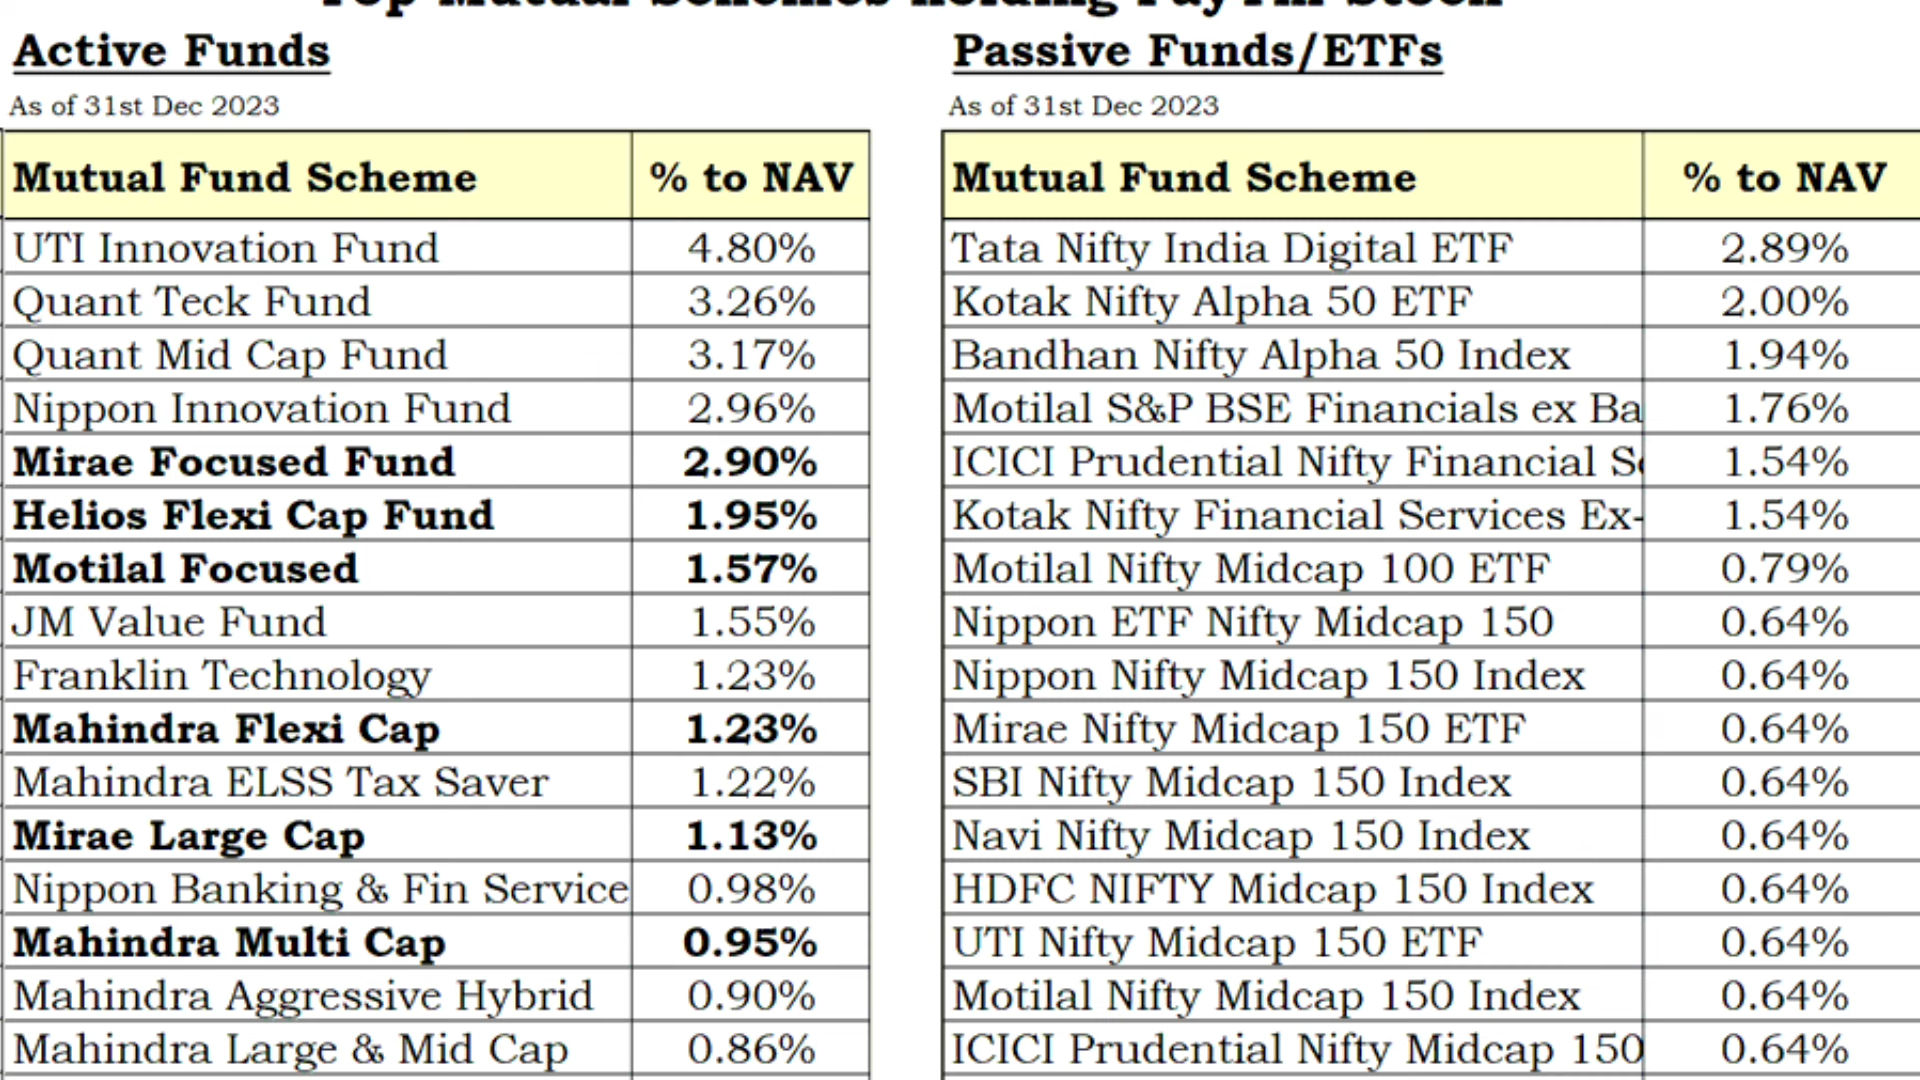 Top Mutual Schemes holding PayTm Stock
Active Funds
As of 31st Dec 2023
Mutual Fund Scheme % to NAV
UTI Innovation Fund 4.80%
Quant Teck Fund 3.26%
Quant Mid Cap Fund 3.17%
Nippon Innovation Fund 2.96%
Mirae Focused Fund 2.90%
Helios Flexi Cap Fund 1.95%
Motilal Focused 1.57%
JM Value Fund 1.55%
Franklin Technology 1.23%
Mahindra Flexi Cap 1.23%
Mahindra ELSS Tax Saver 1.22%
Mirae Large Cap 1.13%
Nippon Banking & Fin Service 0.98%
Mahindra Multi Cap 0.95%
Mahindra Aggressive Hybrid 0.90%
Mahindra Large & Mid Cap 0.86%
Passive Funds/ETFs
As of 31st Dec 2023
Mutual Fund Scheme % to NAV
Tata Nifty India Digital ETF 2.89%
Kotak Nifty Alpha 50 ETF 2.00%
Bandhan Nifty Alpha 50 Index 1.94%
Motilal S&P BSE Financials ex Ba 1.76%
ICICI Prudential Nifty Financial 1.54%
Kotak Nifty Financial Services Ex- 1.54%
Motilal Nifty Midcap 100 ETF 0.79%
Nippon ETF Nifty Midcap 150 0.64%
Nippon Nifty Midcap 150 Index 0.64%
Mirae Nifty Midcap 150 ETF 0.64%
SBI Nifty Midcap 150 Index 0.64%
Navi Nifty Midcap 150 Index 0.64%
HDFC NIFTY Midcap 150 Index 0.64%
UTI Nifty Midcap 150 ETF 0.64%
Motilal Nifty Midcap 150 Index 0.64%
ICICI Prudential Nifty Midcap 150 0.64%